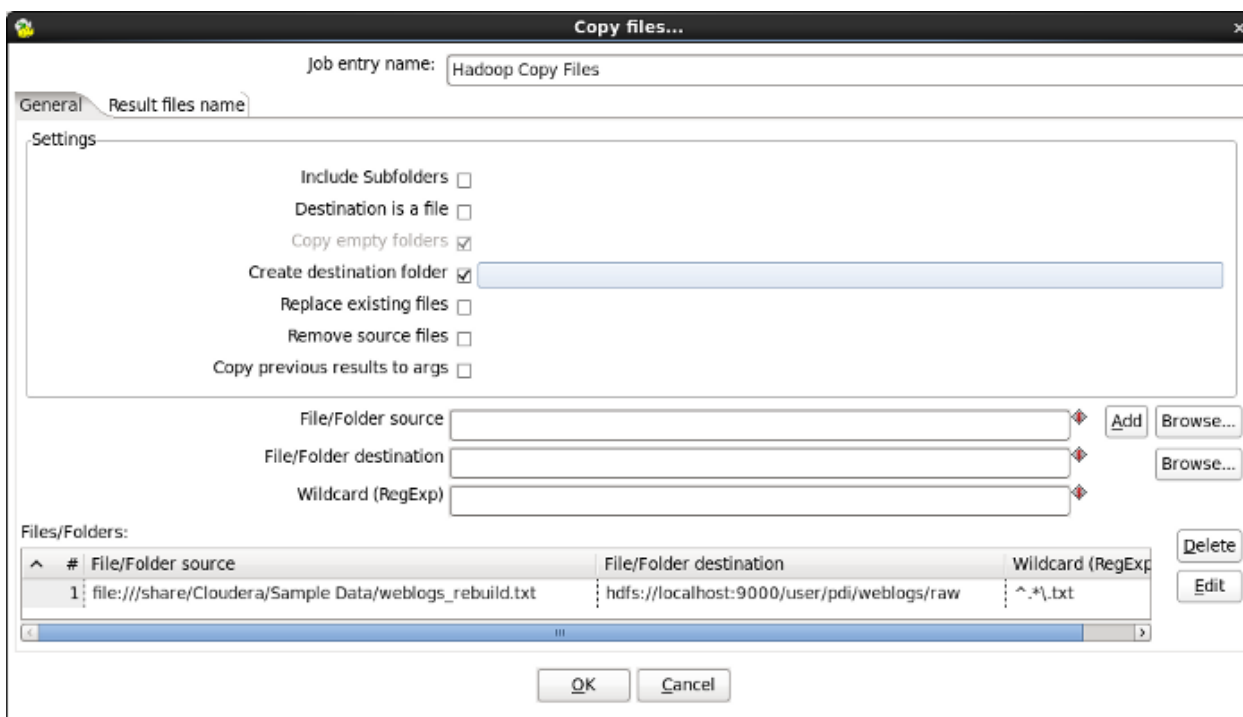 Copy files...
Job entry name: Hadoop Copy Files
General Result files name
Settings
Include Subfolders
Destination is a file
Copy empty folders
Create destination folder
Replace existing files
Remove source files
Copy previous results to args
File/Folder source Add Browse...
File/Folder destination Browse...
Wildcard (RegExp)
Files/Folders:
Delete
# File/Folder source File/Folder destination Wildcard (RegExp
1 file:///share/Cloudera/Sample Data/weblogs_rebuild.txt hdfs://localhost:9000/user/pdi/weblogs/raw ^.*\.txt
Edit
OK Cancel